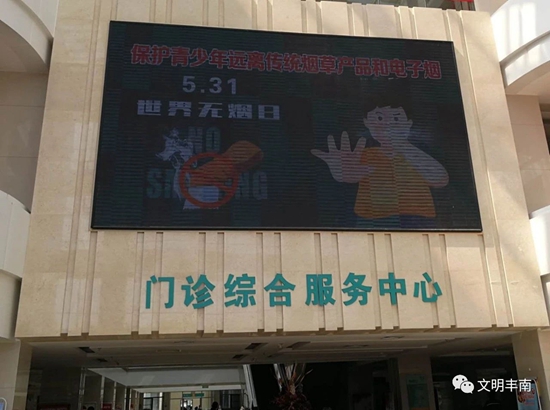 保护青少年远离传统烟草产品和电子烟
5.31
世界无烟日
NO
SMOKING
门诊综合服务中心
文明丰南